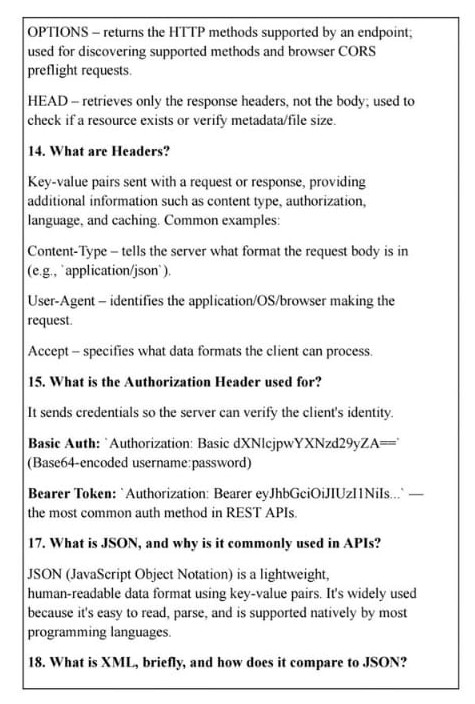 OPTIONS – returns the HTTP methods supported by an endpoint;
used for discovering supported methods and browser CORS
preflight requests.
HEAD – retrieves only the response headers, not the body; used to
check if a resource exists or verify metadata/file size.
14. What are Headers?
Key-value pairs sent with a request or response, providing
additional information such as content type, authorization,
language, and caching. Common examples:
Content-Type – tells the server what format the request body is in
(e.g., `application/json`).
User-Agent – identifies the application/OS/browser making the
request.
Accept – specifies what data formats the client can process.
15. What is the Authorization Header used for?
It sends credentials so the server can verify the client's identity.
Basic Auth: `Authorization: Basic dXNlcjpwYXNzd29yZA==`
(Base64-encoded username:password)
Bearer Token: `Authorization: Bearer eyJhbGciOiJIUzI1NiIs...` —
the most common auth method in REST APIs.
17. What is JSON, and why is it commonly used in APIs?
JSON (JavaScript Object Notation) is a lightweight,
human-readable data format using key-value pairs. It's widely used
because it's easy to read, parse, and is supported natively by most
programming languages.
18. What is XML, briefly, and how does it compare to JSON?